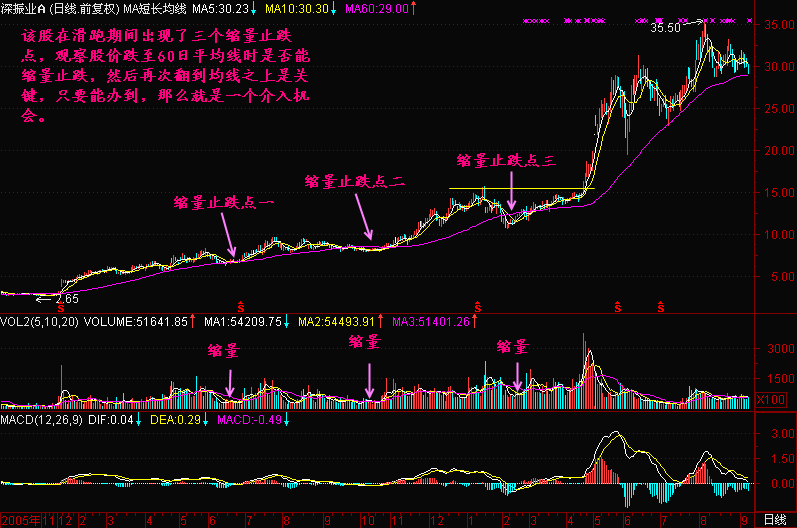 深振业A (日线.前复权) MA短长均线 MA5:30.23↓ MA10:30.30↓ MA60:29.00↑
该股在滑跑期间出现了三个缩量止跌
点，观察股价跌至60日平均线时是否能
缩量止跌，然后再次翻到均线之上是关
键，只要能办到，那么就是一个介入机
会。
35.50
35.00
30.00
20.00
15.00
10.00
5.00
缩量止跌点一
缩量止跌点二
缩量止跌点三
2.65
S S S S S
VOL2(5,10,20) VOLUME:51641.85↑ MA1:54209.75↓ MA2:54493.91↑ MA3:51401.26↑
缩量
缩量
缩量
3000
1500
X100
MACD(12,26,9) DIF:0.04↓ DEA:0.29↓ MACD:-0.49↓
3.00
1.50
0.00
2005年 11 12 2 3 4 5 6 7 8 9 10 11 12 2 3 4 5 6 7 8 9 日线